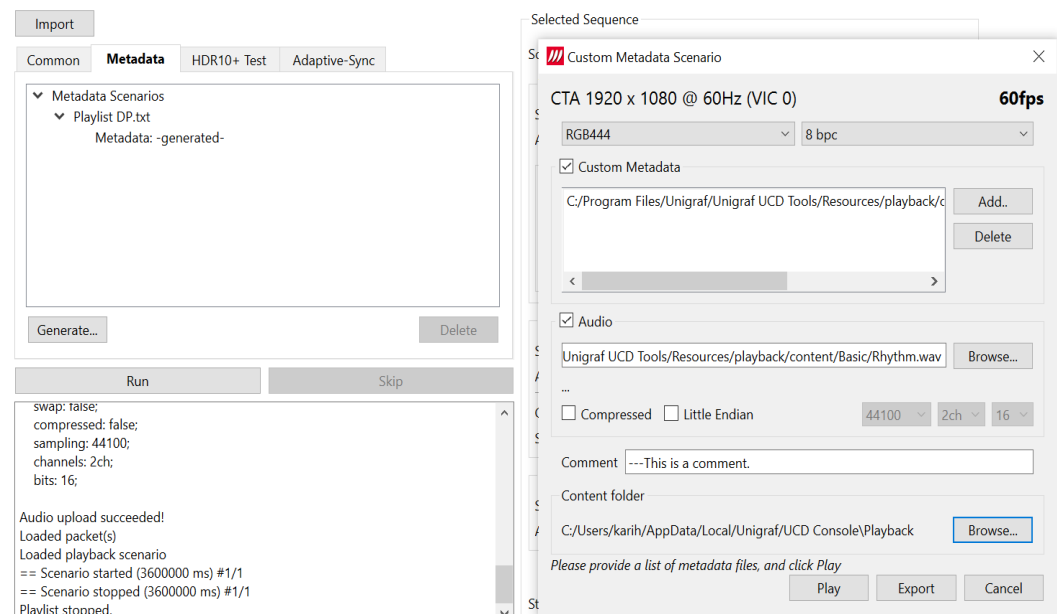 Import
Common Metadata HDR10+ Test Adaptive-Sync
Metadata Scenarios
Playlist DP.txt
Metadata: -generated-
Generate... Delete
Run Skip
swap: false;
compressed: false;
sampling: 44100;
channels: 2ch;
bits: 16;
Audio upload succeeded!
Loaded packet(s)
Loaded playback scenario
== Scenario started (3600000 ms) #1/1
== Scenario stopped (3600000 ms) #1/1
Playlist stopped.
Selected Sequence
Custom Metadata Scenario
CTA 1920 x 1080 @ 60Hz (VIC 0) 60fps
RGB444 8 bpc
Custom Metadata
C:/Program Files/Unigraf/Unigraf UCD Tools/Resources/playback/c
Add..
Delete
Audio
Unigraf UCD Tools/Resources/playback/content/Basic/Rhythm.wav Browse...
...
Compressed Little Endian 44100 2ch 16
Comment ---This is a comment.
Content folder
C:/Users/karih/AppData/Local/Unigraf/UCD Console\Playback Browse...
Please provide a list of metadata files, and click Play
Play Export Cancel
St